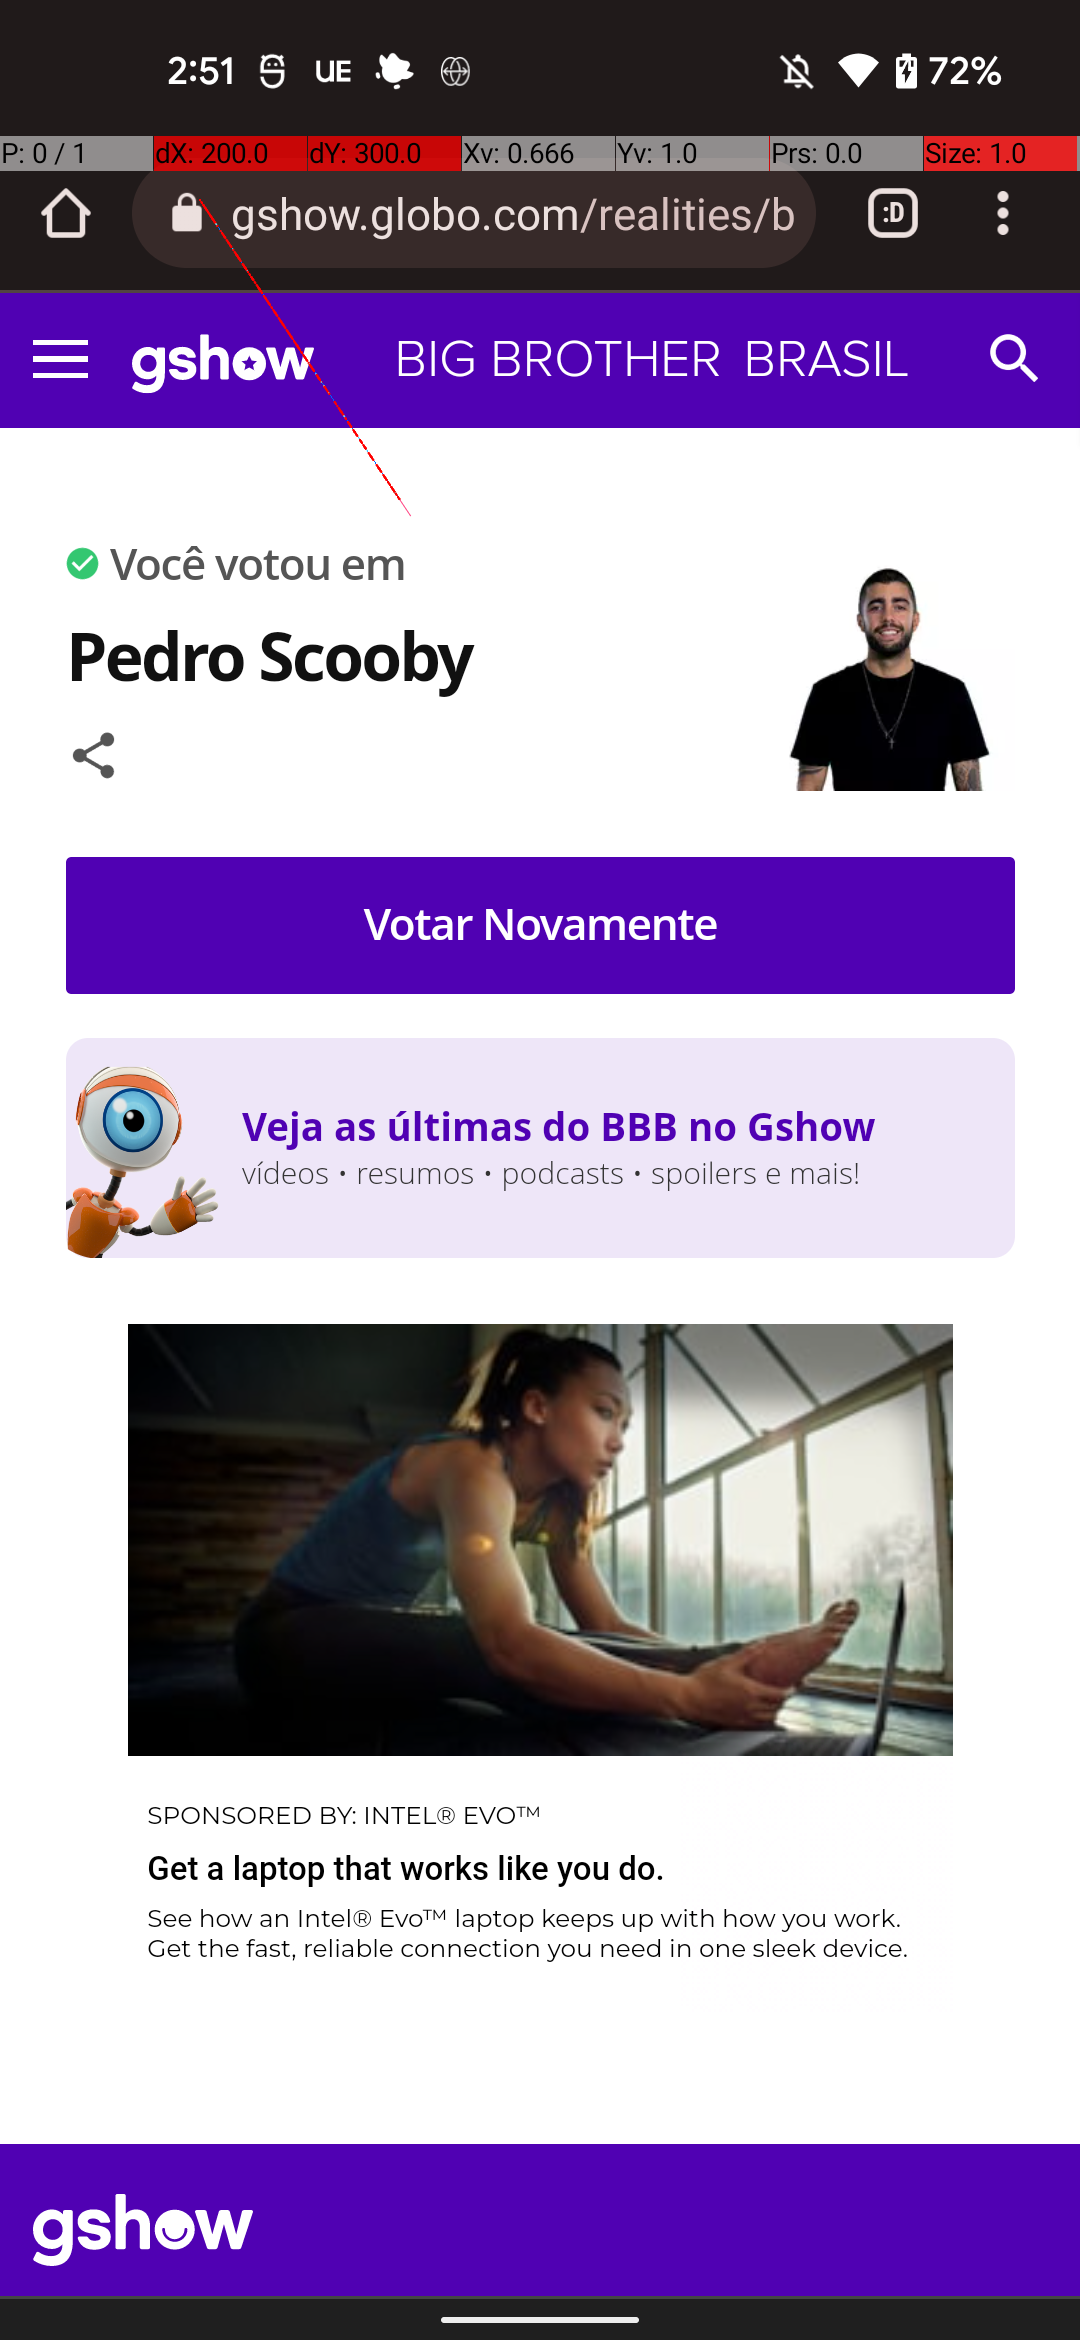 2:51 UE 72%
P: 0 / 1 dX: 200.0 dY: 300.0 Xv: 0.666 Yv: 1.0 Prs: 0.0 Size: 1.0
gshow.globo.com/realities/b :D
gshow BIG BROTHER BRASIL
Você votou em
Pedro Scooby
Votar Novamente
Veja as últimas do BBB no Gshow
vídeos • resumos • podcasts • spoilers e mais!
SPONSORED BY: INTEL® EVO™
Get a laptop that works like you do.
See how an Intel® Evo™ laptop keeps up with how you work.
Get the fast, reliable connection you need in one sleek device.
gshow